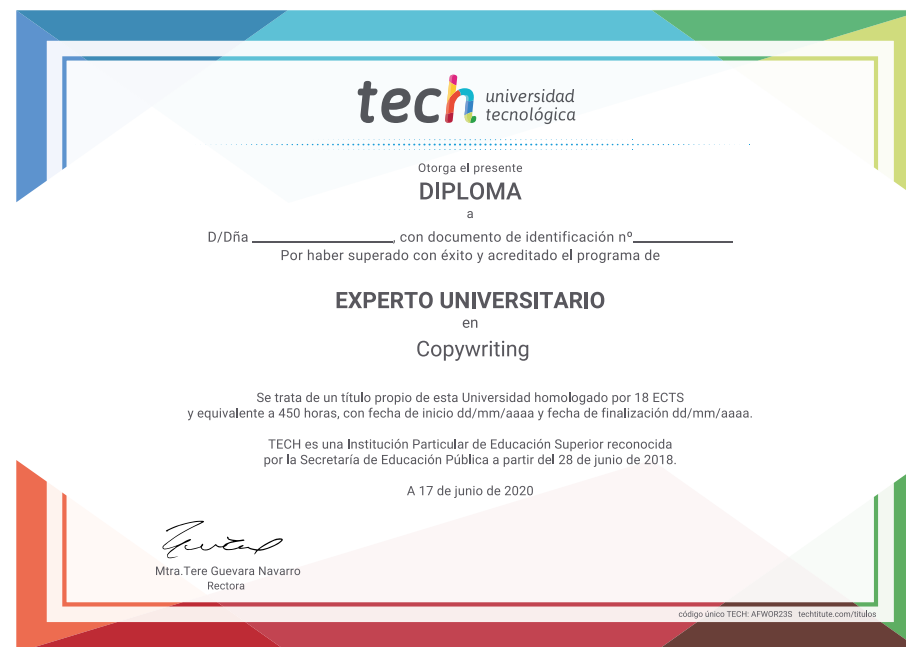 tech universidad
tecnológica
Otorga el presente
DIPLOMA
a
D/Dña ____________________, con documento de identificación nº______________
Por haber superado con éxito y acreditado el programa de
EXPERTO UNIVERSITARIO
en
Copywriting
Se trata de un título propio de esta Universidad homologado por 18 ECTS
y equivalente a 450 horas, con fecha de inicio dd/mm/aaaa y fecha de finalización dd/mm/aaaa.
TECH es una Institución Particular de Educación Superior reconocida
por la Secretaría de Educación Pública a partir del 28 de junio de 2018.
A 17 de junio de 2020
Mtra.Tere Guevara Navarro
Rectora
código único TECH: AFWOR23S techtitute.com/titulos